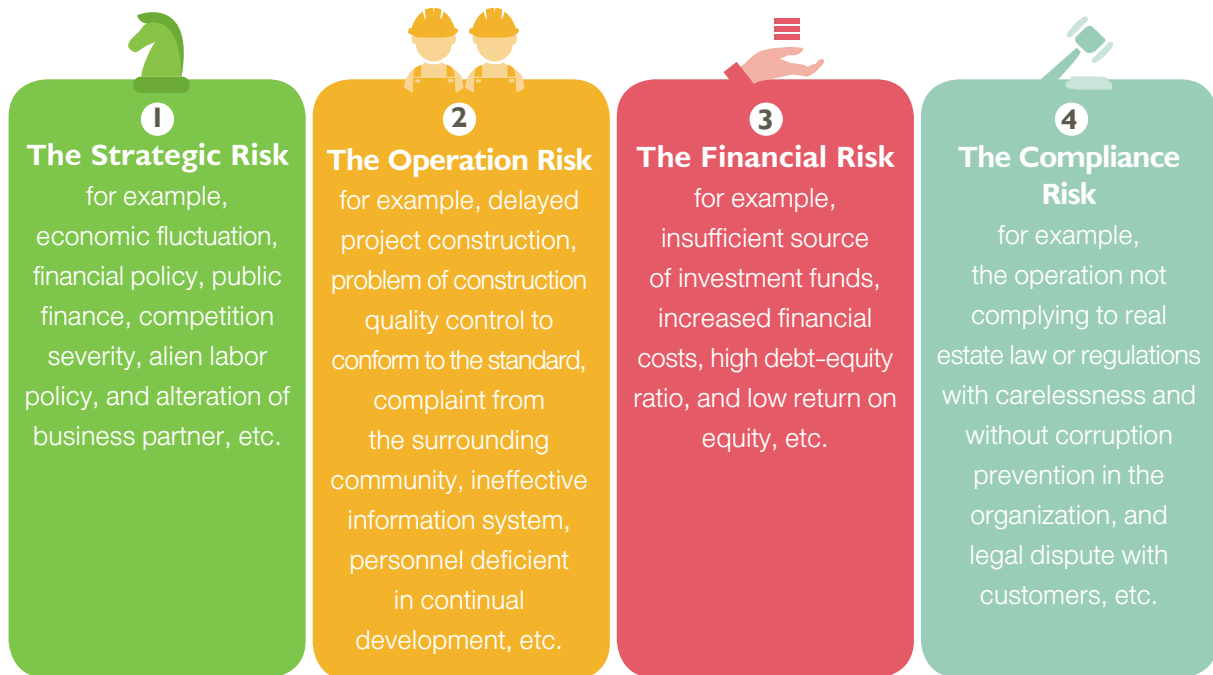 1
The Strategic Risk
for example,
economic fluctuation,
financial policy, public
finance, competition
severity, alien labor
policy, and alteration of
business partner, etc.
2
The Operation Risk
for example, delayed
project construction,
problem of construction
quality control to
conform to the standard,
complaint from
the surrounding
community, ineffective
information system,
personnel deficient
in continual
development, etc.
3
The Financial Risk
for example,
insufficient source
of investment funds,
increased financial
costs, high debt-equity
ratio, and low return on
equity, etc.
4
The Compliance
Risk
for example,
the operation not
complying to real
estate law or regulations
with carelessness and
without corruption
prevention in the
organization, and
legal dispute with
customers, etc.